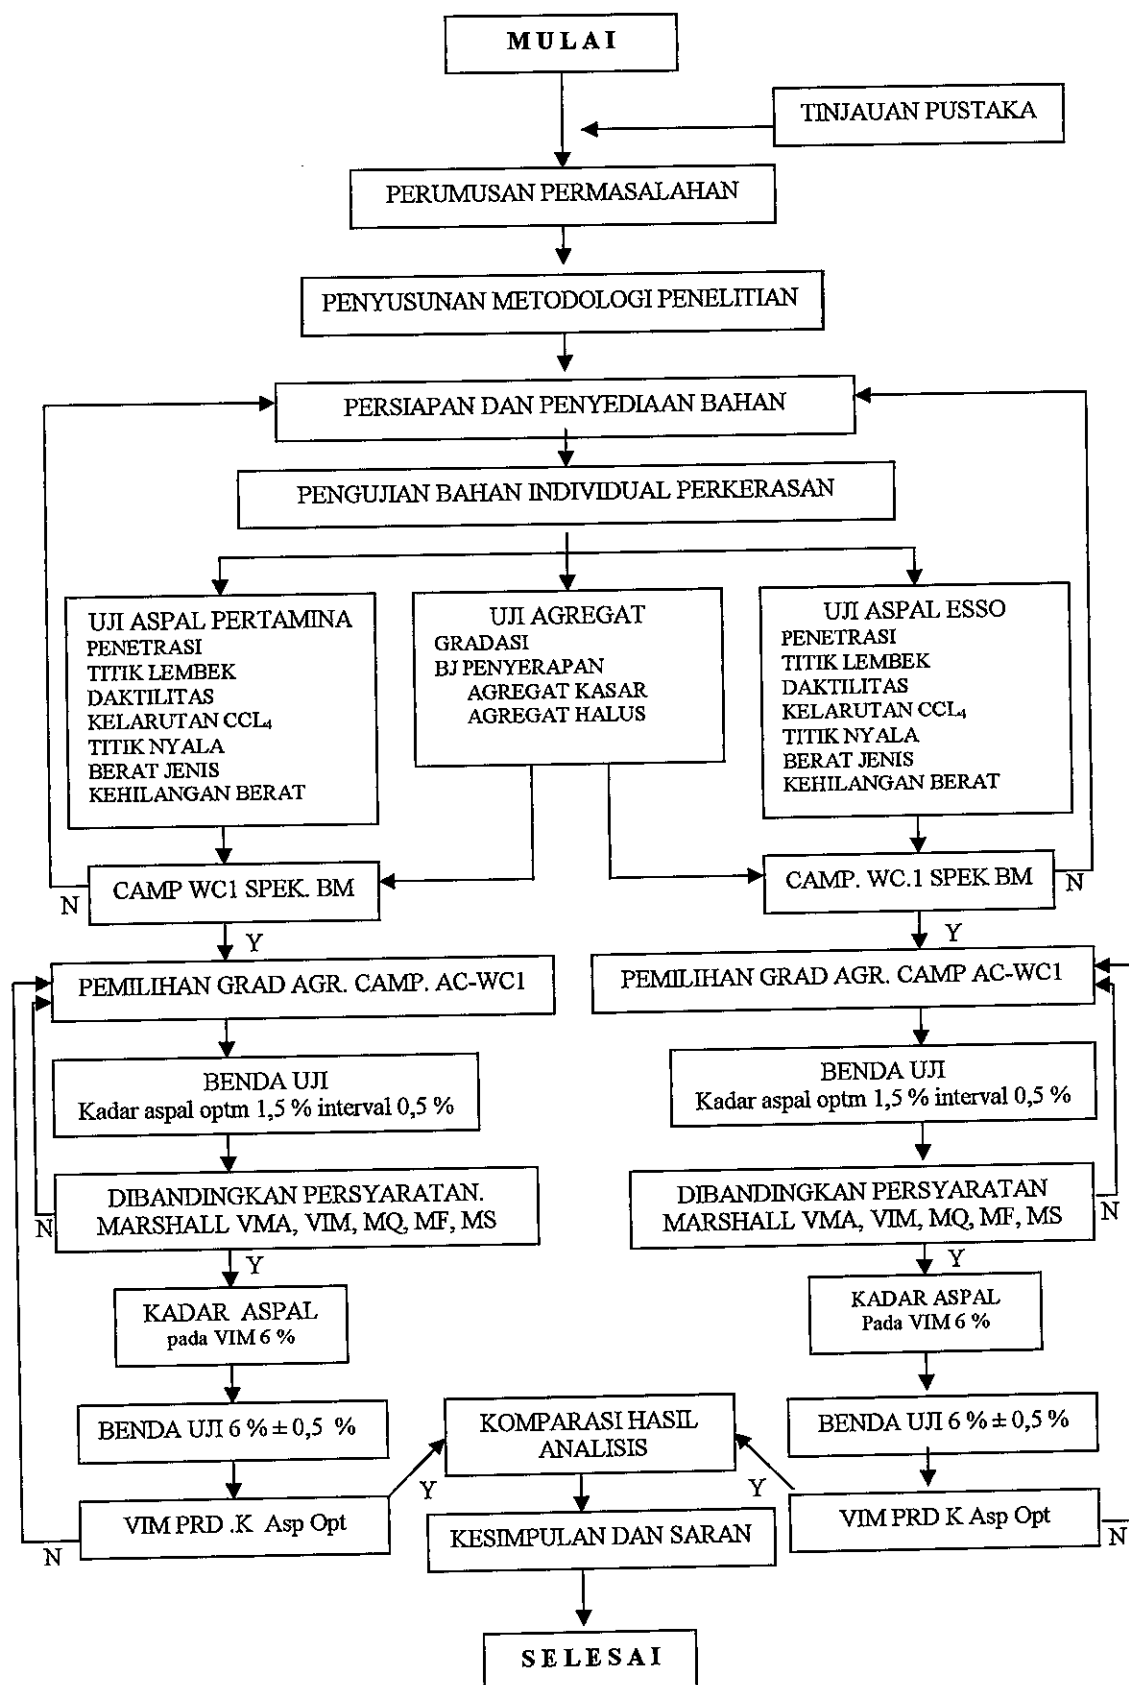 M U L A I
TINJAUAN PUSTAKA
PERUMUSAN PERMASALAHAN
PENYUSUNAN METODOLOGI PENELITIAN
PERSIAPAN DAN PENYEDIAAN BAHAN
PENGUJIAN BAHAN INDIVIDUAL PERKERASAN
UJI ASPAL PERTAMINA
PENETRASI
TITIK LEMBEK
DAKTILITAS
KELARUTAN CCL₄
TITIK NYALA
BERAT JENIS
KEHILANGAN BERAT
UJI AGREGAT
GRADASI
BJ PENYERAPAN
AGREGAT KASAR
AGREGAT HALUS
UJI ASPAL ESSO
PENETRASI
TITIK LEMBEK
DAKTILITAS
KELARUTAN CCL₄
TITIK NYALA
BERAT JENIS
KEHILANGAN BERAT
CAMP WC1 SPEK. BM
N
Y
CAMP. WC.1 SPEK BM
N
Y
PEMILIHAN GRAD AGR. CAMP. AC-WC1
PEMILIHAN GRAD AGR. CAMP AC-WC1
BENDA UJI
Kadar aspal optm 1,5 % interval 0,5 %
BENDA UJI
Kadar aspal optm 1,5 % interval 0,5 %
DIBANDINGKAN PERSYARATAN.
MARSHALL VMA, VIM, MQ, MF, MS
N
Y
DIBANDINGKAN PERSYARATAN
MARSHALL VMA, VIM, MQ, MF, MS
N
Y
KADAR ASPAL
pada VIM 6 %
KADAR ASPAL
Pada VIM 6 %
BENDA UJI 6 % ± 0,5 %
KOMPARASI HASIL
ANALISIS
BENDA UJI 6 % ± 0,5 %
Y
Y
VIM PRD .K Asp Opt
N
KESIMPULAN DAN SARAN
VIM PRD K Asp Opt
N
S E L E S A I